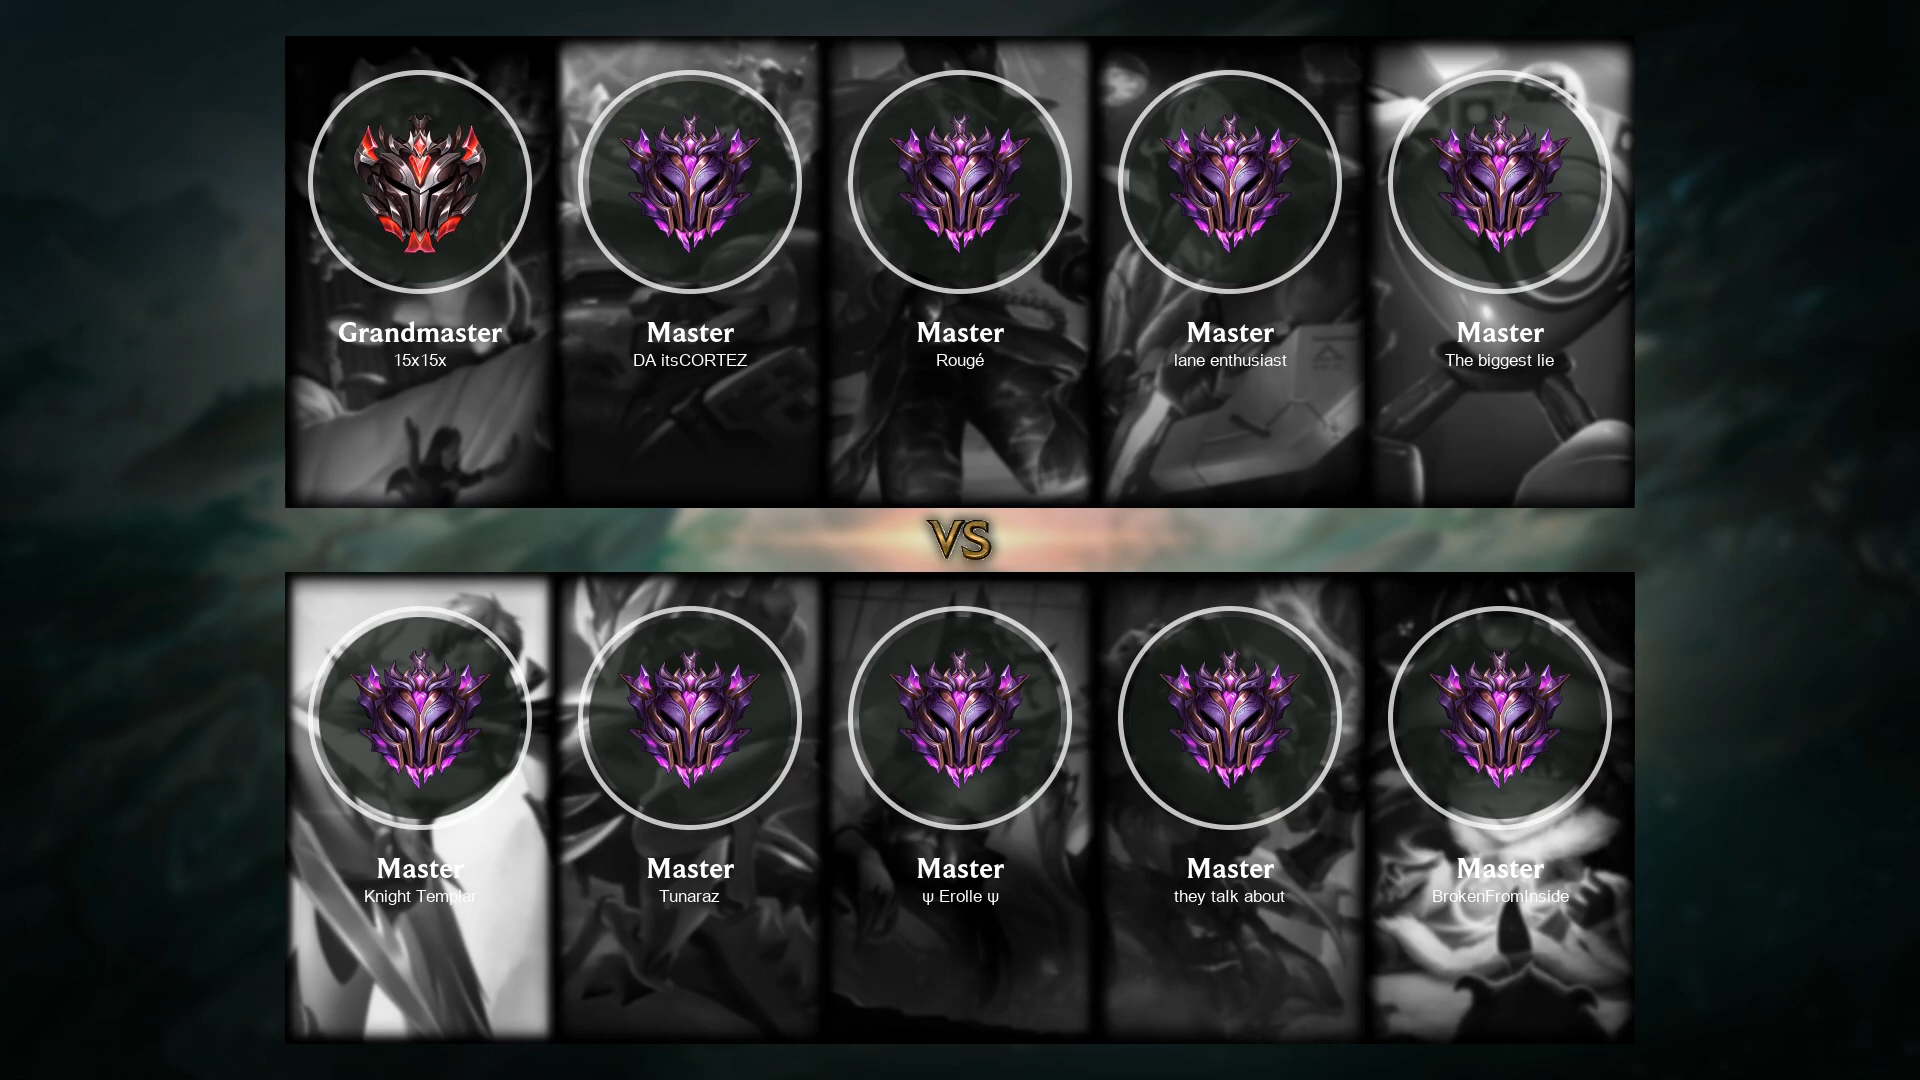 Grandmaster
15x15x
Master
DA itsCORTEZ
Master
Rougé
Master
lane enthusiast
Master
The biggest lie
VS
Master
Knight Templar
Master
Tunaraz
Master
ψ Erolle ψ
Master
they talk about
Master
BrokenFromInside